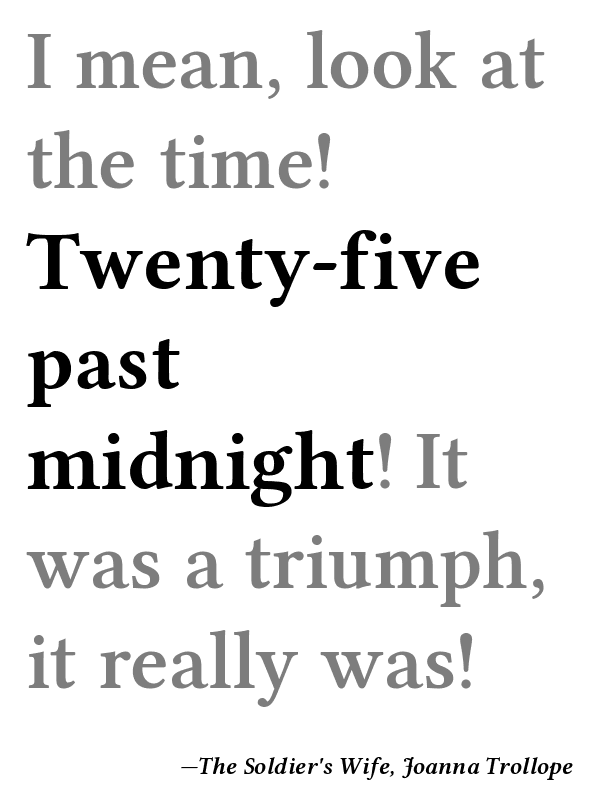 I mean, look at
the time!
Twenty-five
past
midnight! It
was a triumph,
it really was!
—The Soldier's Wife, Joanna Trollope